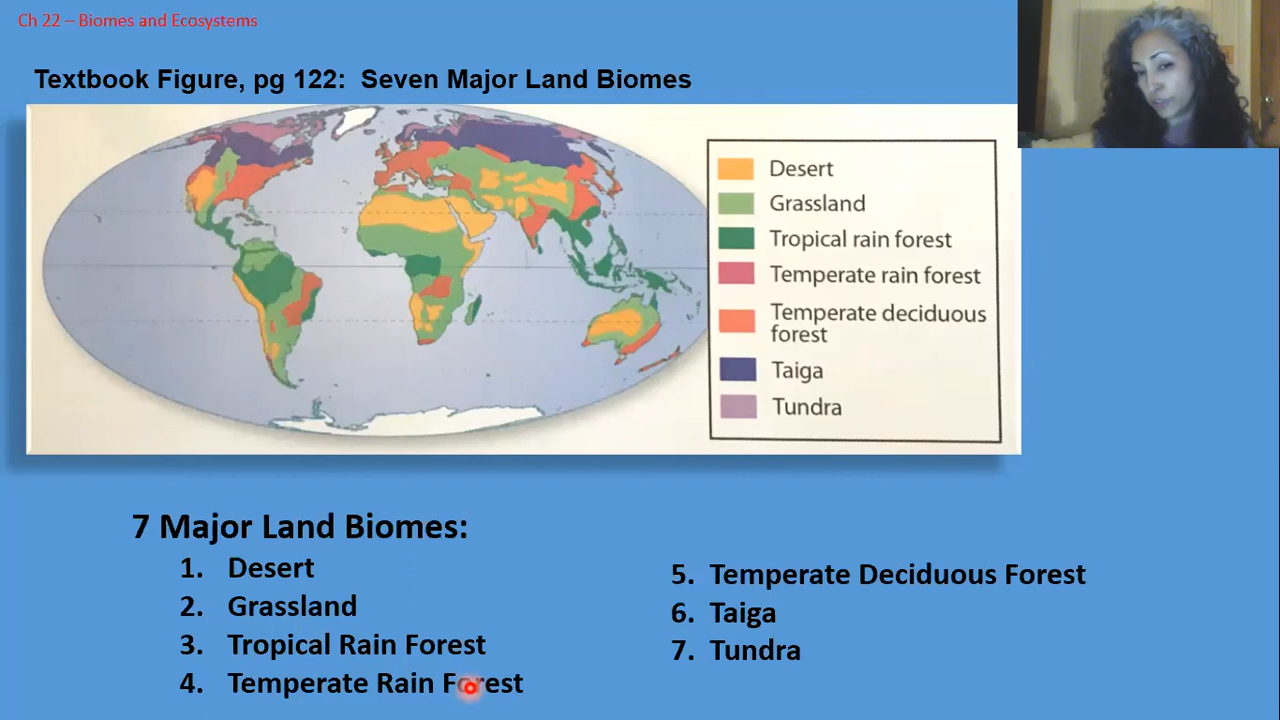 Ch 22 – Biomes and Ecosystems
Textbook Figure, pg 122: Seven Major Land Biomes
Desert
Grassland
Tropical rain forest
Temperate rain forest
Temperate deciduous
forest
Taiga
Tundra
7 Major Land Biomes:
1. Desert
2. Grassland
3. Tropical Rain Forest
4. Temperate Rain Forest
5. Temperate Deciduous Forest
6. Taiga
7. Tundra